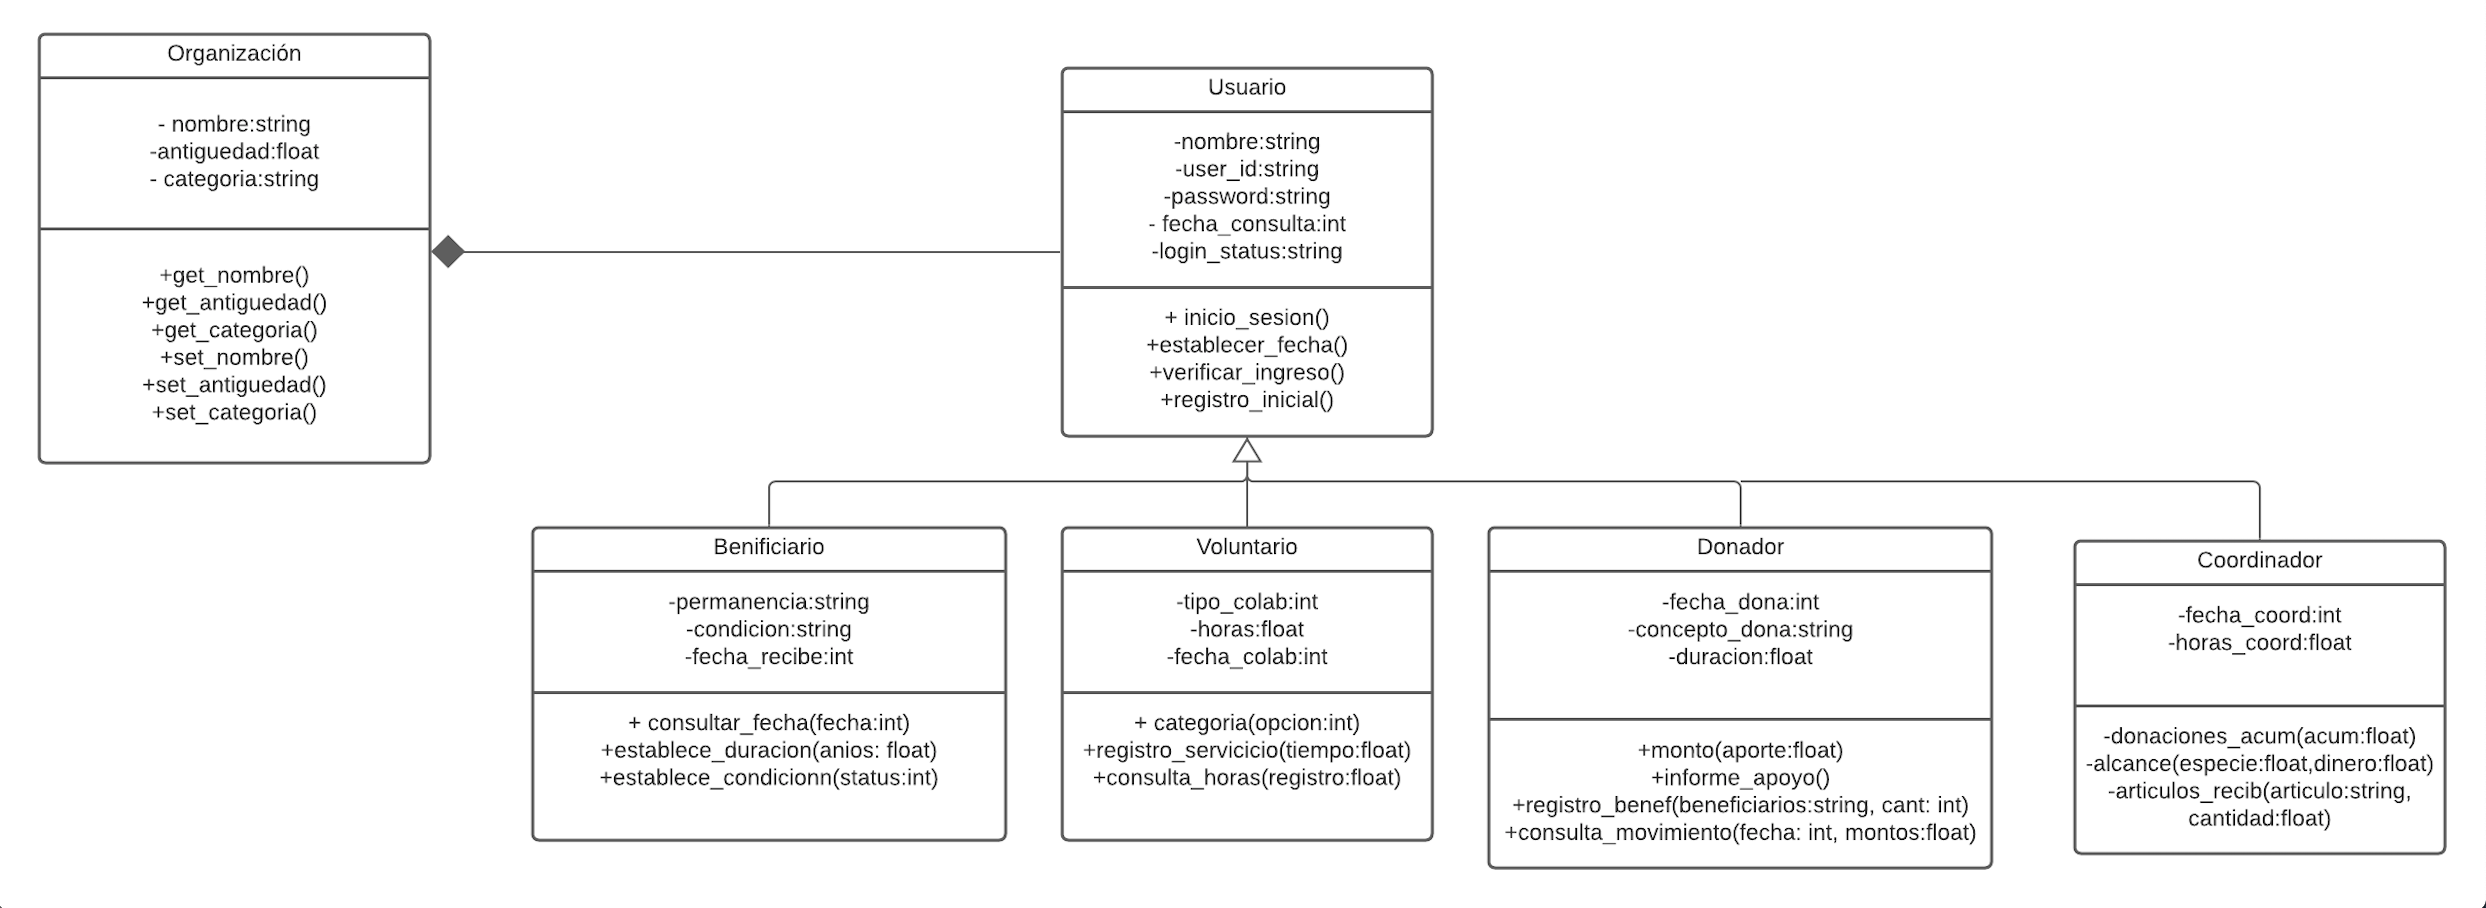 Organización
- nombre:string
-antiguedad:float
- categoria:string
+get_nombre()
+get_antiguedad()
+get_categoria()
+set_nombre()
+set_antiguedad()
+set_categoria()
Usuario
-nombre:string
-user_id:string
-password:string
- fecha_consulta:int
-login_status:string
+ inicio_sesion()
+establecer_fecha()
+verificar_ingreso()
+registro_inicial()
Benificiario
-permanencia:string
-condicion:string
-fecha_recibe:int
+ consultar_fecha(fecha:int)
+establece_duracion(anios: float)
+establece_condicionn(status:int)
Voluntario
-tipo_colab:int
-horas:float
-fecha_colab:int
+ categoria(opcion:int)
+registro_servicicio(tiempo:float)
+consulta_horas(registro:float)
Donador
-fecha_dona:int
-concepto_dona:string
-duracion:float
+monto(aporte:float)
+informe_apoyo()
+registro_benef(beneficiarios:string, cant: int)
+consulta_movimiento(fecha: int, montos:float)
Coordinador
-fecha_coord:int
-horas_coord:float
-donaciones_acum(acum:float)
-alcance(especie:float,dinero:float)
-articulos_recib(articulo:string,
cantidad:float)